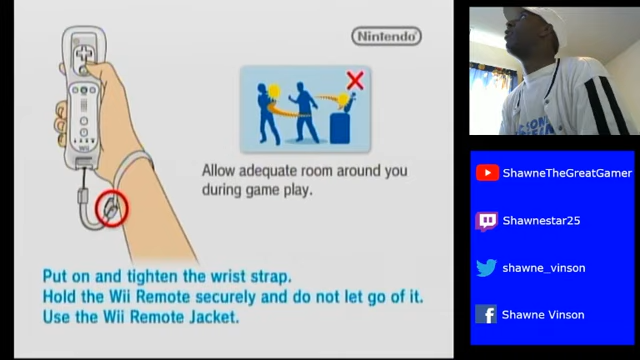 Nintendo
Allow adequate room around you
during game play.
Put on and tighten the wrist strap.
Hold the Wii Remote securely and do not let go of it.
Use the Wii Remote Jacket.
ShawneTheGreatGamer
Shawnestar25
shawne_vinson
Shawne Vinson